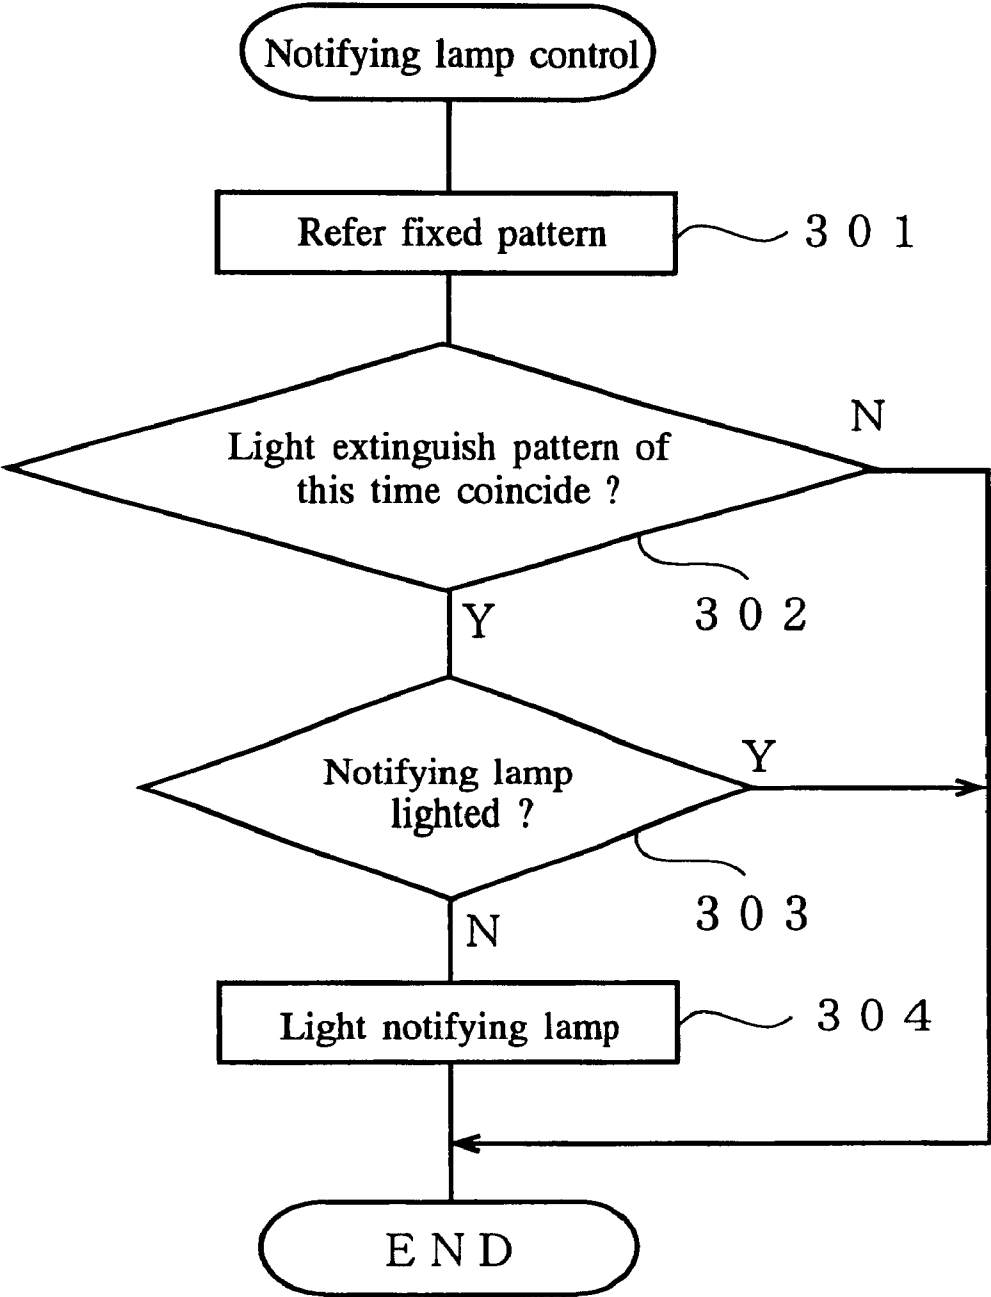 Notifying lamp control
Refer fixed pattern
3 0 1
N
Light extinguish pattern of
this time coincide ?
3 0 2
Y
Y
Notifying lamp
lighted ?
3 0 3
N
Light notifying lamp
3 0 4
E N D